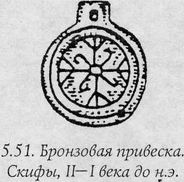 5.51. Бронзовая привеска.
Скифы, II—I века до н.э.